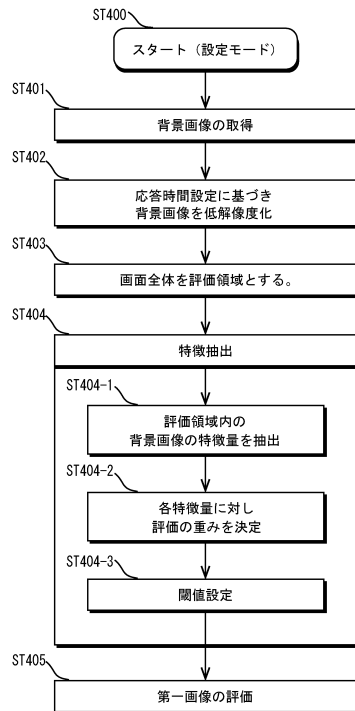 ST400
スタート（設定モード）
ST401
背景画像の取得
ST402
応答時間設定に基づき
背景画像を低解像度化
ST403
画面全体を評価領域とする。
ST404
特徴抽出
ST404-1
評価領域内の
背景画像の特徴量を抽出
ST404-2
各特徴量に対し
評価の重みを決定
ST404-3
閾値設定
ST405
第一画像の評価